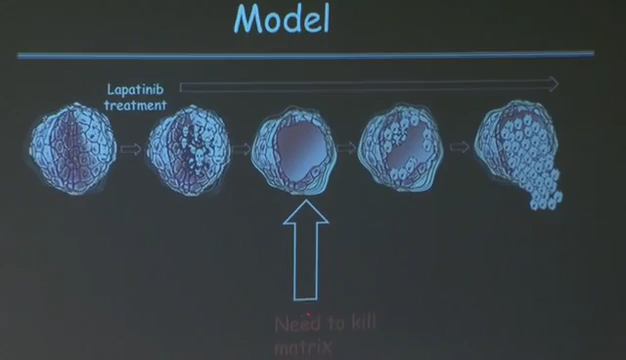 Model
Lapatinib
treatment
Need to kill
matrix